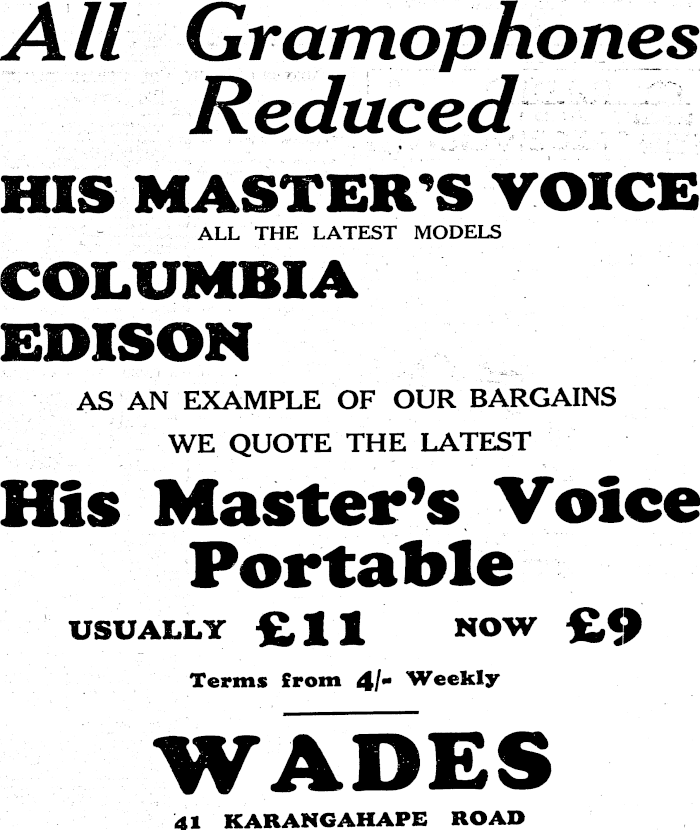 All Gramophones
Reduced
HIS MASTER'S VOICE
ALL THE LATEST MODELS
COLUMBIA
EDISON
AS AN EXAMPLE OF OUR BARGAINS
WE QUOTE THE LATEST
His Master's Voice
Portable
USUALLY £11 NOW £9
Terms from 4/- Weekly
WADES
41 KARANGAHAPE ROAD